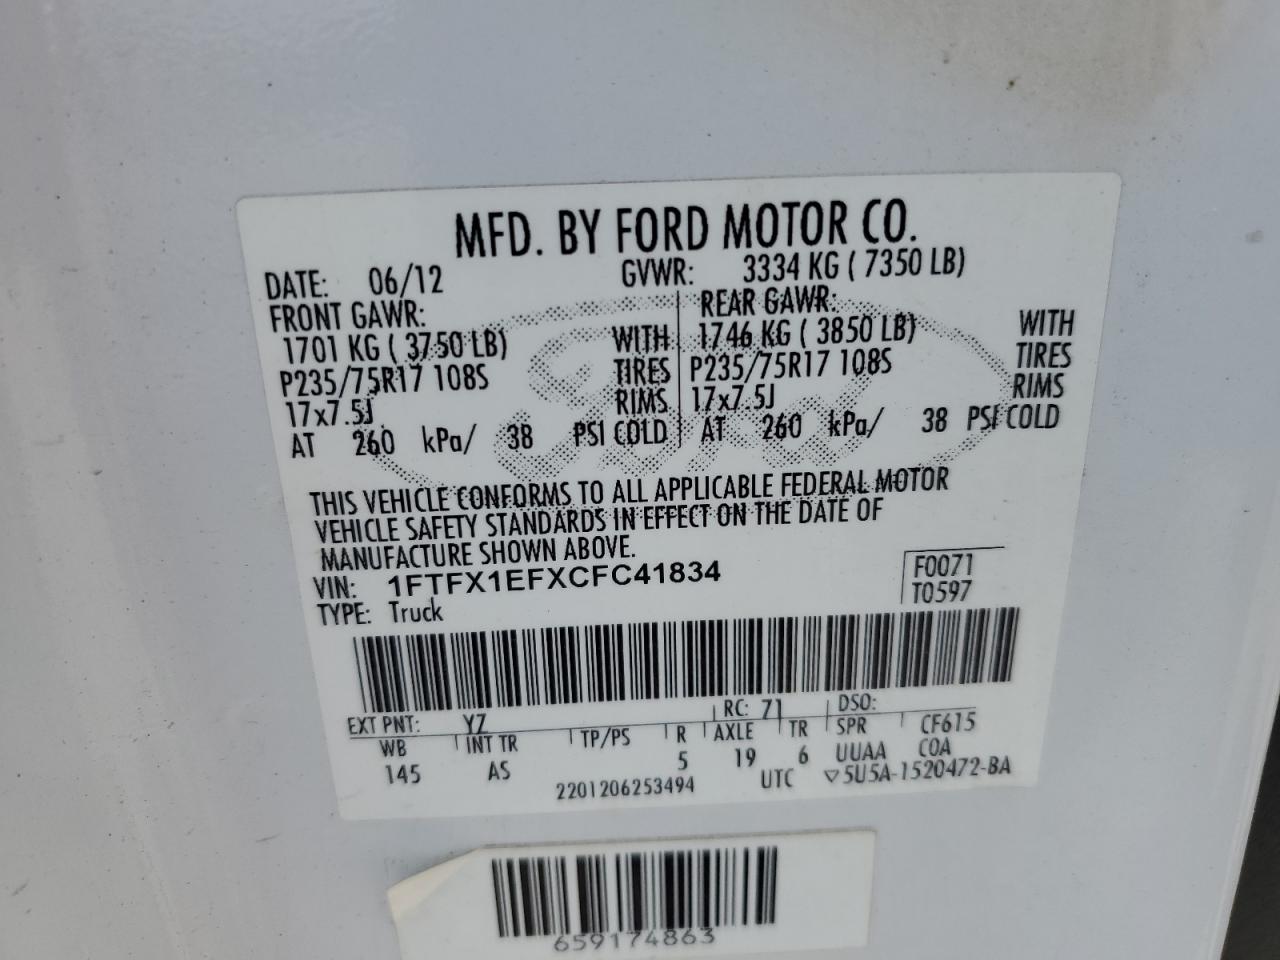 MFD. BY FORD MOTOR CO.
DATE: 06/12 GVWR: 3334 KG ( 7350 LB)
FRONT GAWR: REAR GAWR:
1701 KG ( 3750 LB) WITH 1746 KG ( 3850 LB) WITH
P235/75R17 108S TIRES P235/75R17 108S TIRES
17x7.5J RIMS 17x7.5J RIMS
AT 260 kPa/ 38 PSI COLD AT 260 kPa/ 38 PSI COLD
Ford
THIS VEHICLE CONFORMS TO ALL APPLICABLE FEDERAL MOTOR
VEHICLE SAFETY STANDARDS IN EFFECT ON THE DATE OF
MANUFACTURE SHOWN ABOVE.
VIN: 1FTFX1EFXCFC41834 F0071
TYPE: Truck T0597
EXT PNT: YZ RC: 71 DSO:
WB INT TR TP/PS R AXLE TR SPR CF615
145 AS 5 19 6 UUAA COA
2201206253494 UTC ▽5U5A-1520472-BA
659174863